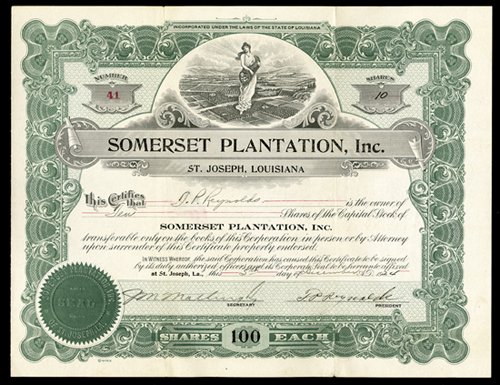 INCORPORATED UNDER THE LAWS OF THE STATE OF LOUISIANA
NUMBER
41
SHARES
10
SOMERSET PLANTATION, Inc.
ST. JOSEPH, LOUISIANA
This Certifies that T. P. Reynolds is the owner of
Ten Shares of the Capital Stock of
SOMERSET PLANTATION, INC.
transferable only on the books of this Corporation in person or by Attorney
upon surrender of this Certificate properly endorsed.
IN WITNESS WHEREOF, the said Corporation has caused this Certificate to be signed
by its duly authorized officers and its Corporate Seal to be hereunto affixed
at St. Joseph, La., this day of
SECRETARY
T P Reynolds PRESIDENT
SEAL
SHARES 100 EACH